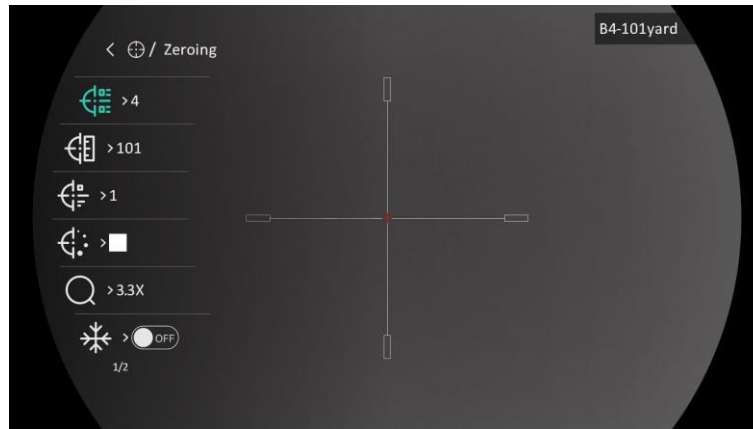 B4-101yard
< / Zeroing
>4
>101
>1
>
>3.3X
> OFF
1/2